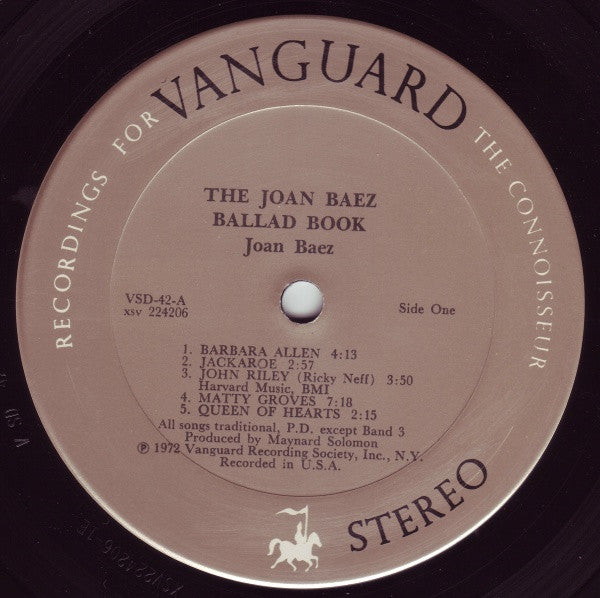 RECORDINGS FOR VANGUARD THE CONNOISSEUR
THE JOAN BAEZ
BALLAD BOOK
Joan Baez
VSD-42-A
xsv 224206
Side One
1. BARBARA ALLEN 4:13
2. JACKAROE 2:57
3. JOHN RILEY (Ricky Neff) 3:50
Harvard Music, BMI
4. MATTY GROVES 7:18
5. QUEEN OF HEARTS 2:15
All songs traditional, P.D. except Band 3
Produced by Maynard Solomon
℗ 1972 Vanguard Recording Society, Inc., N.Y.
Recorded in U.S.A.
STEREO
XSV224206 1E